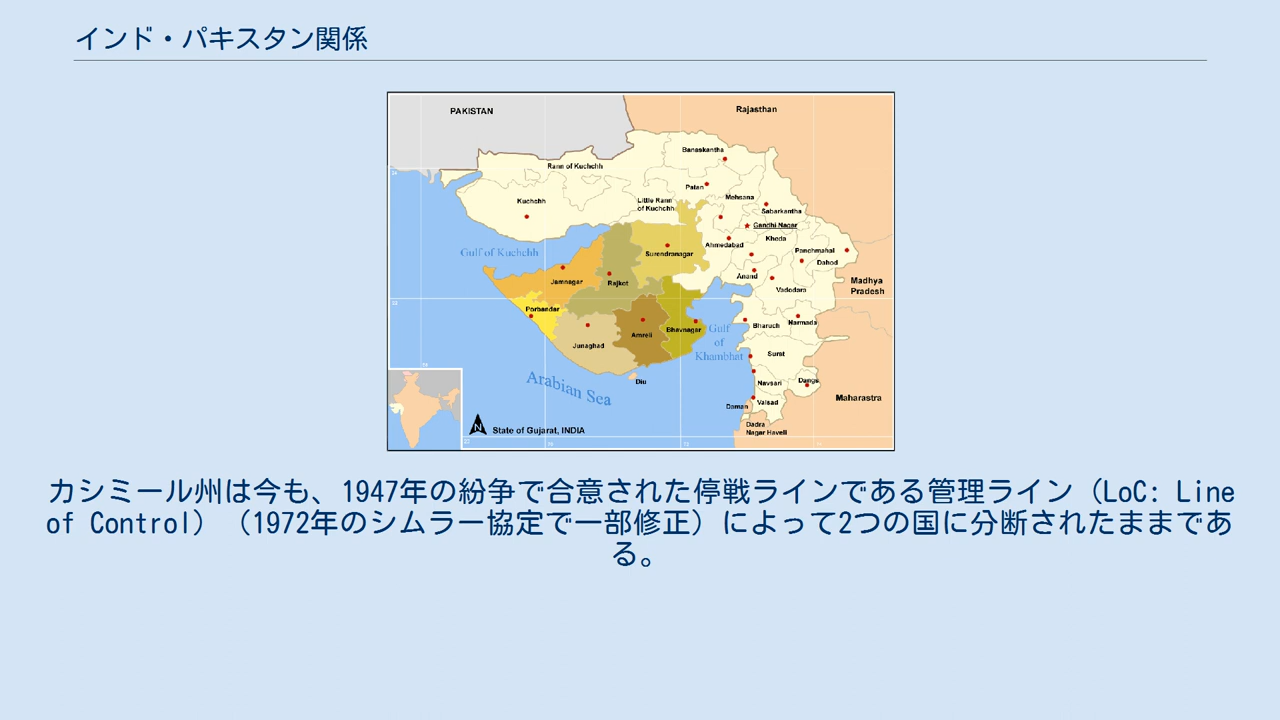 インド・パキスタン関係
PAKISTAN
Rajasthan
Banaskantha
Rann of Kuchchh
Patan
Mehsana
Kuchchh
Little Rann
of Kuchchh
Sabarkantha
Gandhi Nagar
Kheda
Ahmedabad
Panchmahal
Gulf of Kuchchh
Surendranagar
Dahod
Anand
Jamnagar
Rajkot
Madhya
Pradesh
Vadodara
Porbandar
Bharuch
Narmada
Bhavnagar
Gulf
of
Khambhat
Amreli
Junaghad
Surat
Arabian Sea
Diu
Navsari
Dangs
Maharastra
Daman
Valsad
Dadra
Nagar Haveli
N
State of Gujarat, INDIA
カシミール州は今も、1947年の紛争で合意された停戦ラインである管理ライン（LoC: Line
of Control）（1972年のシムラー協定で一部修正）によって2つの国に分断されたままであ
る。